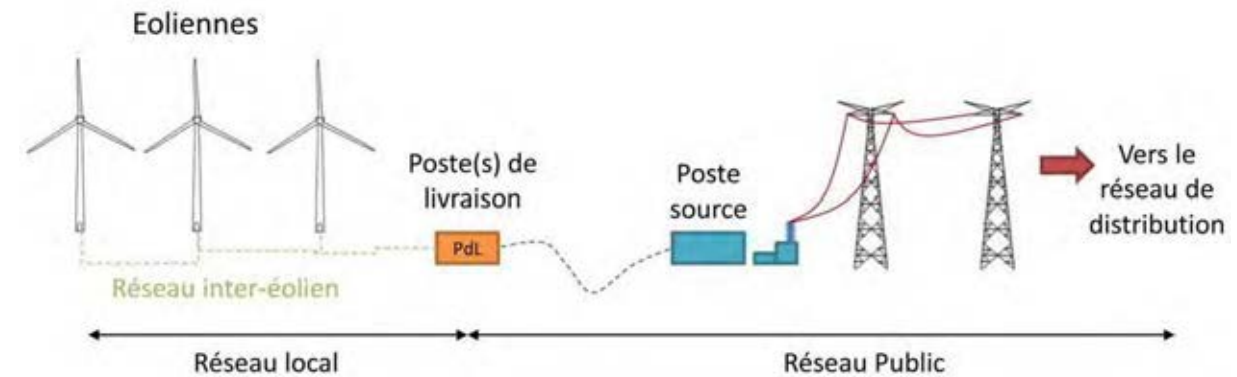 Eoliennes
Poste(s) de
livraison
PdL
Poste
source
Vers le
réseau de
distribution
Réseau inter-éolien
Réseau local
Réseau Public